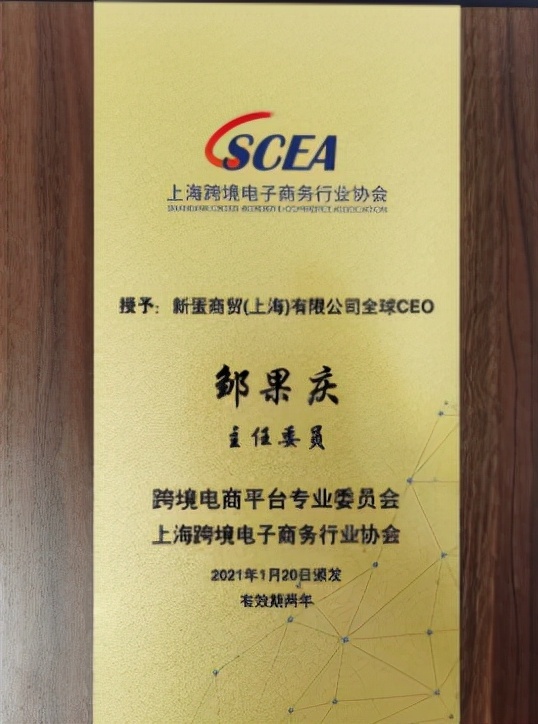 SCEA
上海跨境电子商务行业协会
授予：新蛋商贸(上海)有限公司全球CEO
邹果庆
主任委员
跨境电商平台专业委员会
上海跨境电子商务行业协会
2021年1月20日颁发
有效期两年